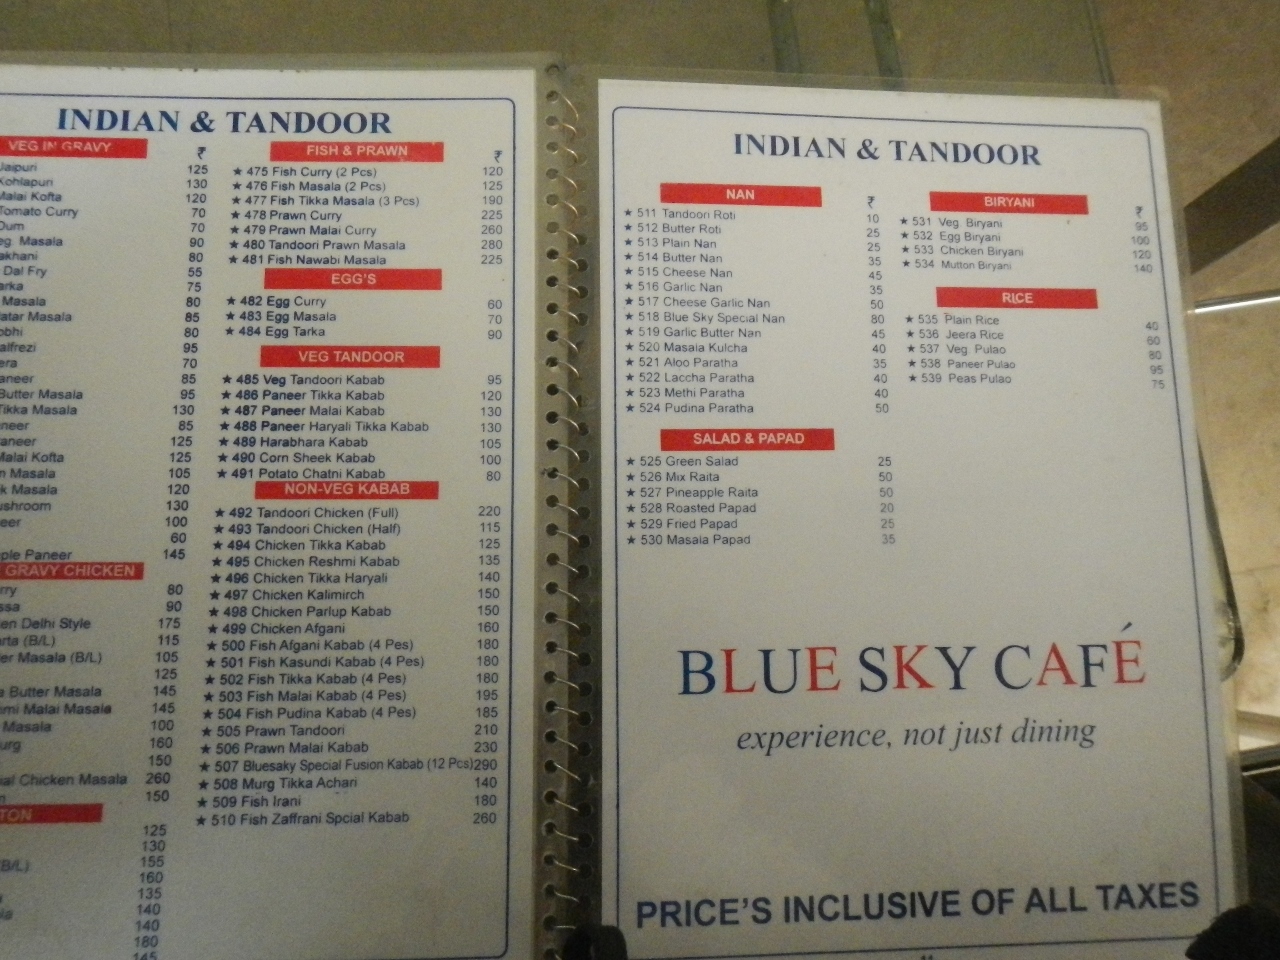 INDIAN & TANDOOR
VEG IN GRAVY
₹
Jaipuri 125
Kohlapuri 130
Malai Kofta 120
Tomato Curry 70
Dum 70
Masala 90
80
Dal Fry 55
75
Masala 80
Masala 85
80
95
70
85
Butter Masala 95
Tikka Masala 130
85
125
Malai Kofta 125
Masala 105
Masala 120
130
100
60
Paneer 145
GRAVY CHICKEN
80
90
Delhi Style 175
(B/L) 115
Masala (B/L) 105
125
Butter Masala 145
Malai Masala 145
Masala 100
160
150
Chicken Masala 260
150
125
130
(B/L) 155
160
135
140
140
180
145
FISH & PRAWN
₹
★ 475 Fish Curry (2 Pcs) 120
★ 476 Fish Masala (2 Pcs) 125
★ 477 Fish Tikka Masala (3 Pcs) 190
★ 478 Prawn Curry 225
★ 479 Prawn Malai Curry 260
★ 480 Tandoori Prawn Masala 280
★ 481 Fish Nawabi Masala 225
EGG'S
★ 482 Egg Curry 60
★ 483 Egg Masala 70
★ 484 Egg Tarka 90
VEG TANDOOR
★ 485 Veg Tandoori Kabab 95
★ 486 Paneer Tikka Kabab 120
★ 487 Paneer Malai Kabab 130
★ 488 Paneer Haryali Tikka Kabab 130
★ 489 Harabhara Kabab 105
★ 490 Corn Sheek Kabab 100
★ 491 Potato Chatni Kabab 80
NON-VEG KABAB
★ 492 Tandoori Chicken (Full) 220
★ 493 Tandoori Chicken (Half) 115
★ 494 Chicken Tikka Kabab 125
★ 495 Chicken Reshmi Kabab 135
★ 496 Chicken Tikka Haryali 140
★ 497 Chicken Kalimirch 150
★ 498 Chicken Parlup Kabab 150
★ 499 Chicken Afgani 160
★ 500 Fish Afgani Kabab (4 Pes) 180
★ 501 Fish Kasundi Kabab (4 Pes) 180
★ 502 Fish Tikka Kabab (4 Pes) 180
★ 503 Fish Malai Kabab (4 Pes) 195
★ 504 Fish Pudina Kabab (4 Pes) 185
★ 505 Prawn Tandoori 210
★ 506 Prawn Malai Kabab 230
★ 507 Bluesaky Special Fusion Kabab (12 Pcs) 290
★ 508 Murg Tikka Achari 140
★ 509 Fish Irani 180
★ 510 Fish Zaffrani Spcial Kabab 260
INDIAN & TANDOOR
NAN
₹
★ 511 Tandoori Roti 10
★ 512 Butter Roti 25
★ 513 Plain Nan 25
★ 514 Butter Nan 35
★ 515 Cheese Nan 45
★ 516 Garlic Nan 35
★ 517 Cheese Garlic Nan 50
★ 518 Blue Sky Special Nan 80
★ 519 Garlic Butter Nan 45
★ 520 Masala Kulcha 40
★ 521 Aloo Paratha 35
★ 522 Laccha Paratha 40
★ 523 Methi Paratha 40
★ 524 Pudina Paratha 50
SALAD & PAPAD
★ 525 Green Salad 25
★ 526 Mix Raita 50
★ 527 Pineapple Raita 50
★ 528 Roasted Papad 20
★ 529 Fried Papad 25
★ 530 Masala Papad 35
BIRYANI
₹
★ 531 Veg. Biryani 95
★ 532 Egg Biryani 100
★ 533 Chicken Biryani 120
★ 534 Mutton Biryani 140
RICE
★ 535 Plain Rice 40
★ 536 Jeera Rice 60
★ 537 Veg. Pulao 80
★ 538 Paneer Pulao 95
★ 539 Peas Pulao 75
BLUE SKY CAFÉ
experience, not just dining
PRICE'S INCLUSIVE OF ALL TAXES